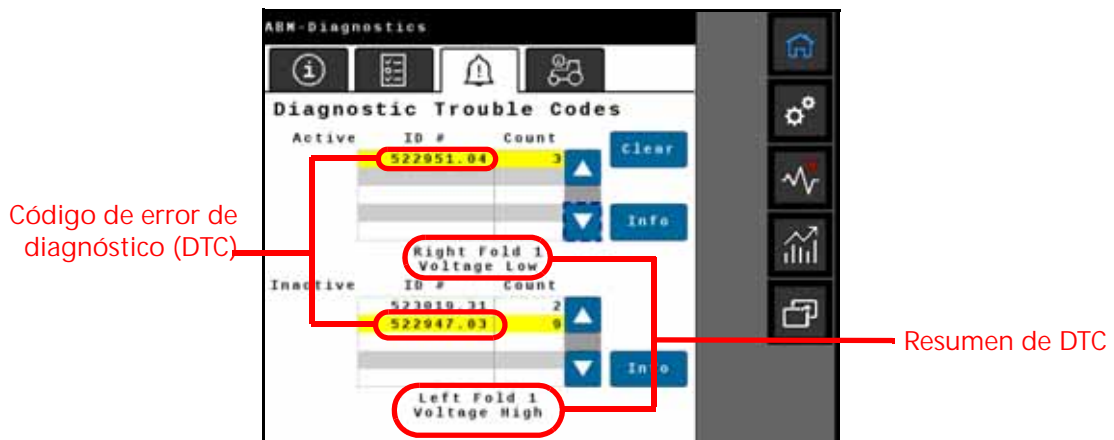 ABM-Diagnostics
Diagnostic Trouble Codes
Active ID # Count
Clear
522951.04 3
Info
Código de error de
diagnóstico (DTC)
Right Fold 1
Voltage Low
Inactive ID # Count
523019.31 2
522947.03 9
Resumen de DTC
Info
Left Fold 1
Voltage High